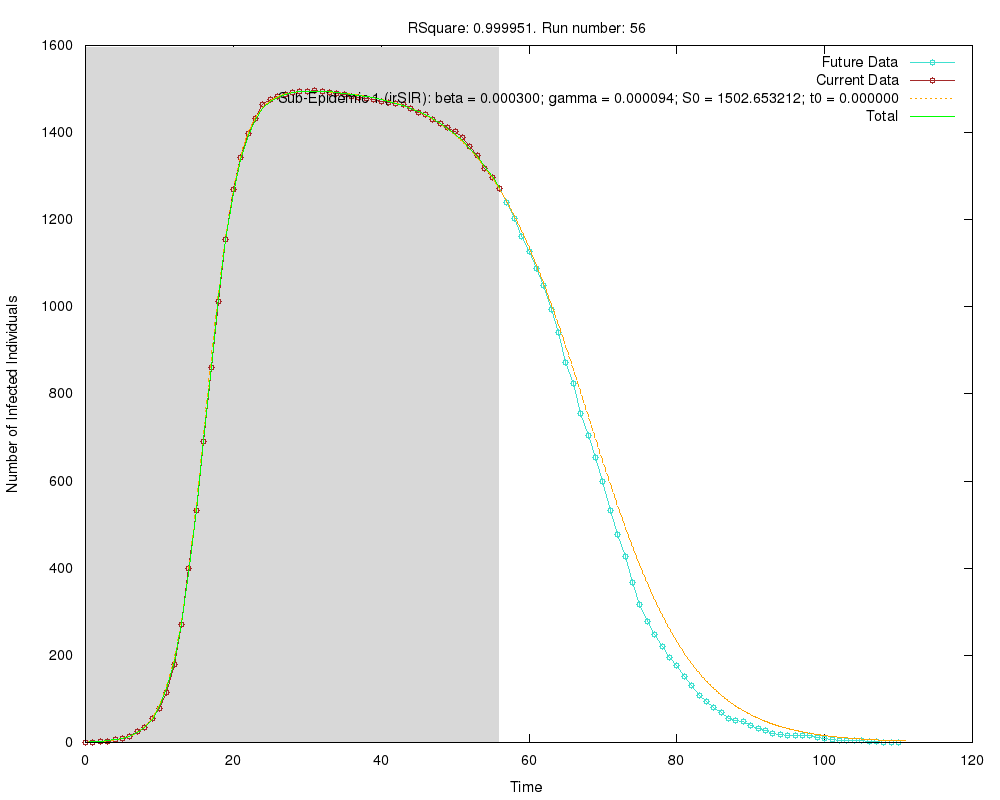 RSquare: 0.999951. Run number: 56
1600
1400
1200
1000
800
600
400
200
0
Number of Infected Individuals
Future Data
Current Data
Sub-Epidemic 1 (irSIR): beta = 0.000300; gamma = 0.000094; S0 = 1502.653212; t0 = 0.000000
Total
0 20 40 60 80 100 120
Time